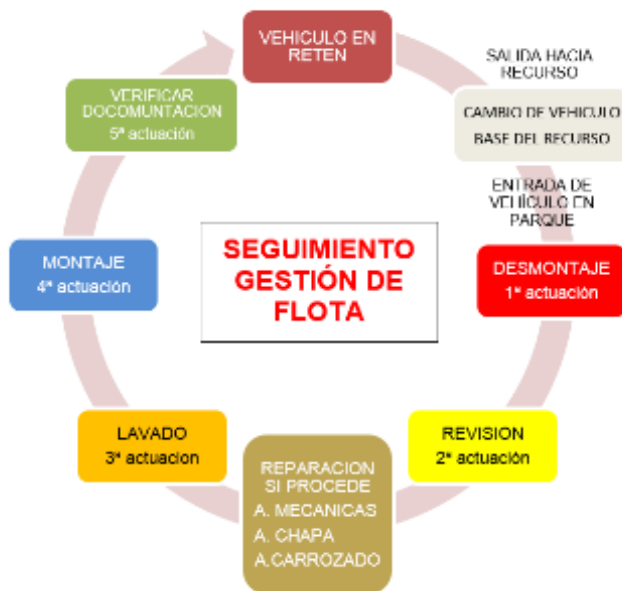 VEHICULO EN
RETEN
SALIDA HACIA
RECURSO
CAMBIO DE VEHICULO
BASE DEL RECURSO
ENTRADA DE
VEHÍCULO EN
PARQUE
DESMONTAJE
1ª actuación
REVISION
2ª actuación
REPARACION
SI PROCEDE
A. MECANICAS
A. CHAPA
A.CARROZADO
LAVADO
3ª actuacion
MONTAJE
4ª actuación
VERIFICAR
DOCOMUNTACION
5ª actuación
SEGUIMIENTO
GESTIÓN DE
FLOTA